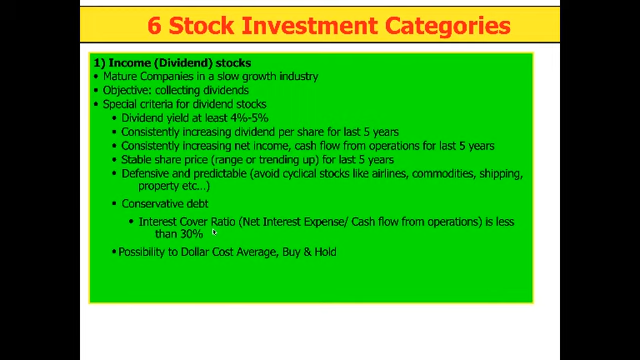 6 Stock Investment Categories
1) Income (Dividend) stocks
• Mature Companies in a slow growth industry
• Objective: collecting dividends
• Special criteria for dividend stocks
• Dividend yield at least 4%-5%
• Consistently increasing dividend per share for last 5 years
• Consistently increasing net income, cash flow from operations for last 5 years
• Stable share price (range or trending up) for last 5 years
• Defensive and predictable (avoid cyclical stocks like airlines, commodities, shipping,
property etc...)
• Conservative debt
• Interest Cover Ratio (Net Interest Expense/ Cash flow from operations) is less
than 30%
• Possibility to Dollar Cost Average, Buy & Hold